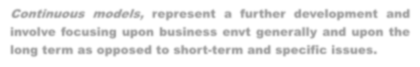 Continuous models, represent a further development and
involve focusing upon business envt generally and upon the
long term as opposed to short-term and specific issues.